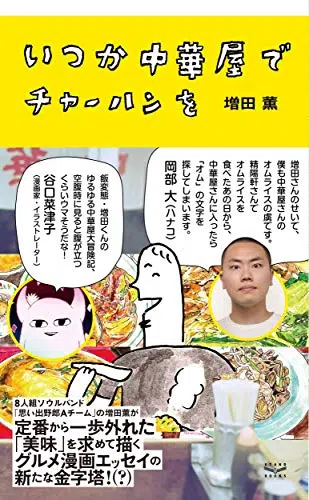 いつか中華屋で
チャーハンを
増田 薫
増田さんのせいで、
僕も中華屋さんの
オムライスの虜です。
精陽軒さんで
オムライスを
食べたあの日から、
中華屋さんに入ったら
「オム」の文字を
探してしまいます。
岡部 大(ハナコ)
飯変態・増田くんの
ゆるゆる中華屋大冒険記、
空腹時に見ると腹が立つ
くらいウマそうだな!
谷口菜津子
(漫画家・イラストレーター)
8人組ソウルバンド
「思い出野郎Aチーム」の増田薫が
定番から一歩外れた
「美味」を求めて描く
グルメ漫画エッセイの
新たな金字塔!(?)
STAND
BOOKS